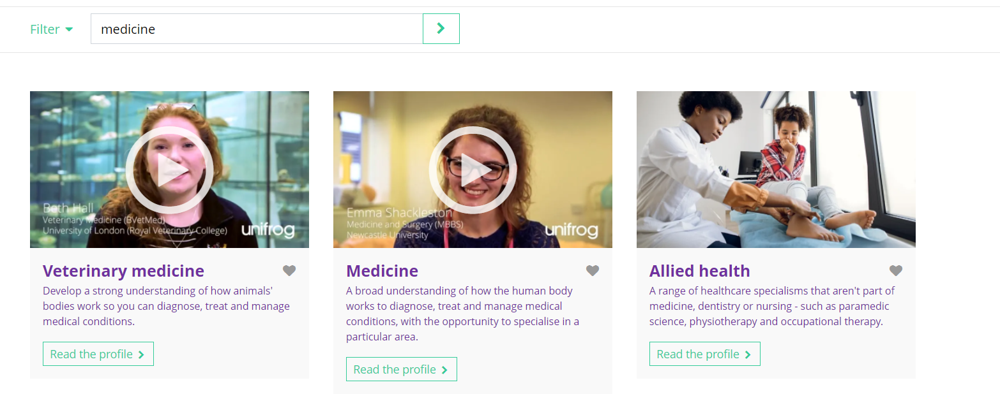 Filter
medicine
Beth Hall
Veterinary Medicine (BVetMed)
University of London (Royal Veterinary College)
unifrog
Veterinary medicine
Develop a strong understanding of how animals'
bodies work so you can diagnose, treat and manage
medical conditions.
Read the profile
Emma Shackleston
Medicine and Surgery (MBBS)
Newcastle University
unifrog
Medicine
A broad understanding of how the human body
works to diagnose, treat and manage medical
conditions, with the opportunity to specialise in a
particular area.
Read the profile
Allied health
A range of healthcare specialisms that aren't part of
medicine, dentistry or nursing - such as paramedic
science, physiotherapy and occupational therapy.
Read the profile